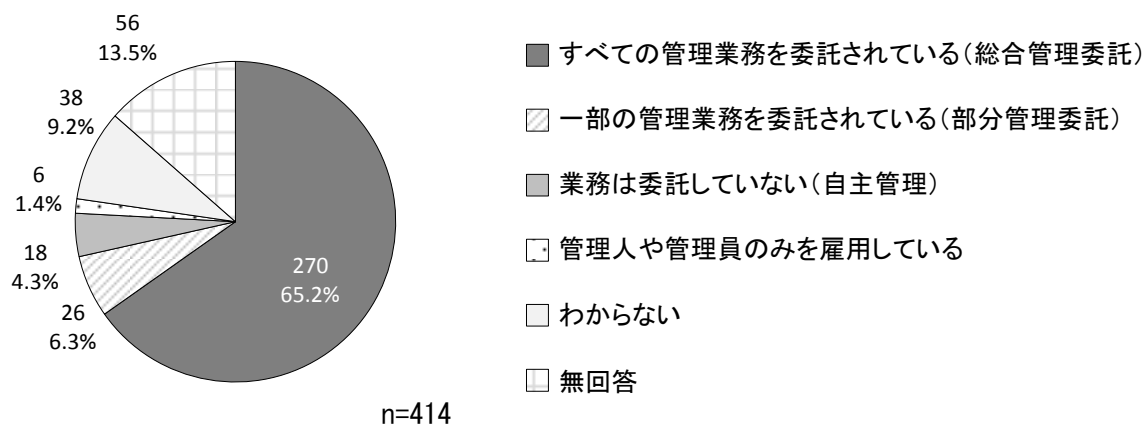 56
13.5%
38
9.2%
6
1.4%
18
4.3%
26
6.3%
270
65.2%
n=414
すべての管理業務を委託されている(総合管理委託)
一部の管理業務を委託されている(部分管理委託)
業務は委託していない(自主管理)
管理人や管理員のみを雇用している
わからない
無回答